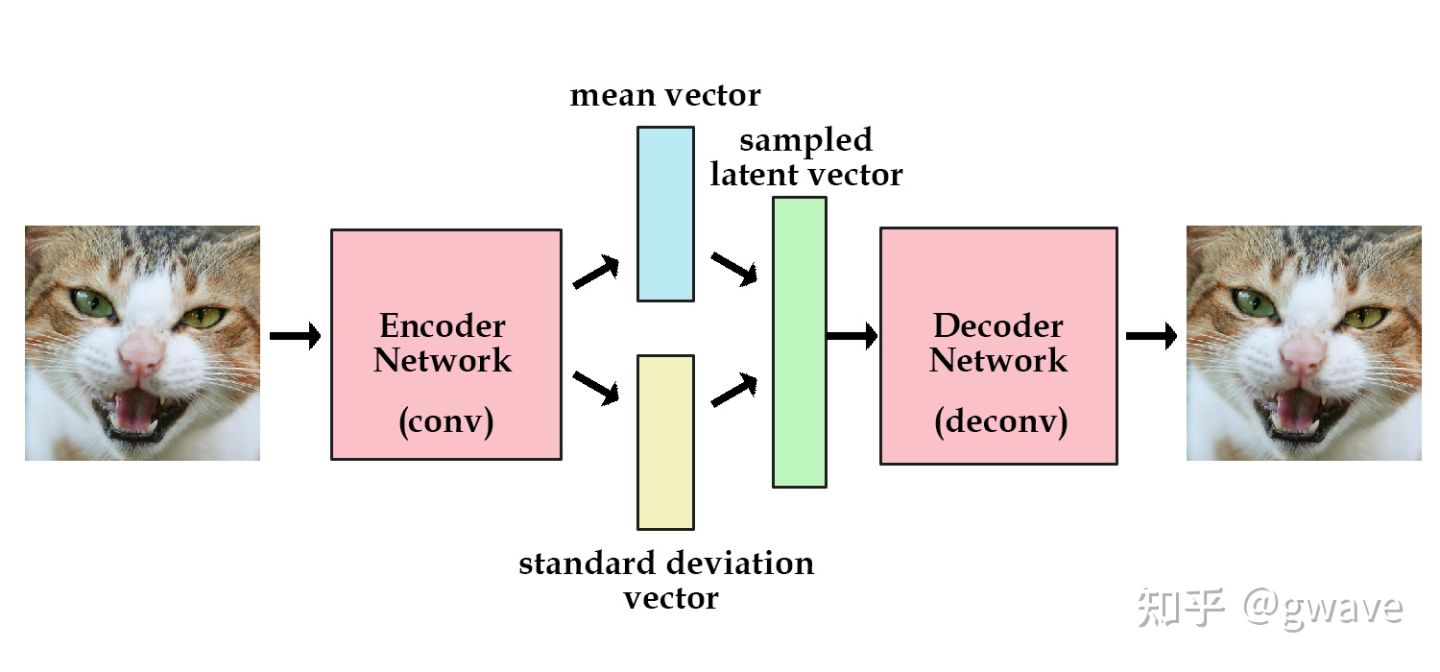 mean vector
sampled
latent vector
Encoder
Network
(conv)
Decoder
Network
(deconv)
standard deviation
vector
知乎 @gwave